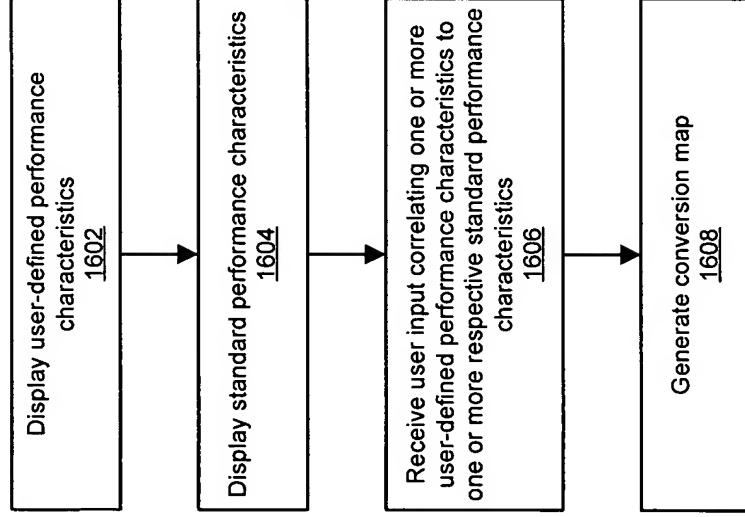 Display user-defined performance
characteristics
1602
Display standard performance characteristics
1604
Receive user input correlating one or more
user-defined performance characteristics to
one or more respective standard performance
characteristics
1606
Generate conversion map
1608